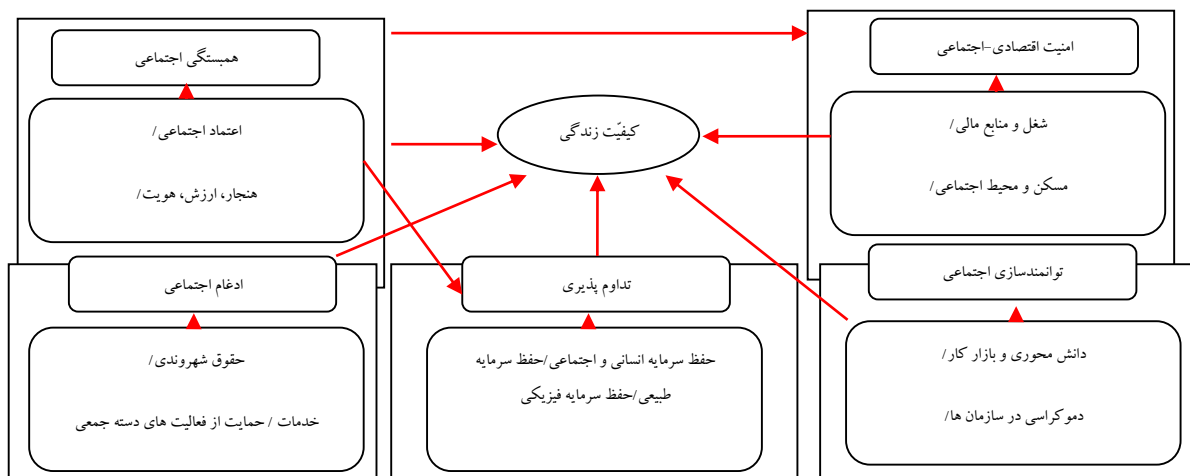 امنیت اقتصادی-اجتماعی
شغل و منابع مالی/
مسکن و محیط اجتماعی/
کیفیّت زندگی
همبستگی اجتماعی
اعتماد اجتماعی/
هنجار، ارزش، هویت/
توانمندسازی اجتماعی
دانش محوری و بازار کار/
دموکراسی در سازمان ها/
تداوم پذیری
حفظ سرمایه انسانی و اجتماعی/حفظ سرمایه
طبیعی/حفظ سرمایه فیزیکی
ادغام اجتماعی
حقوق شهروندی/
خدمات / حمایت از فعالیت های دسته جمعی